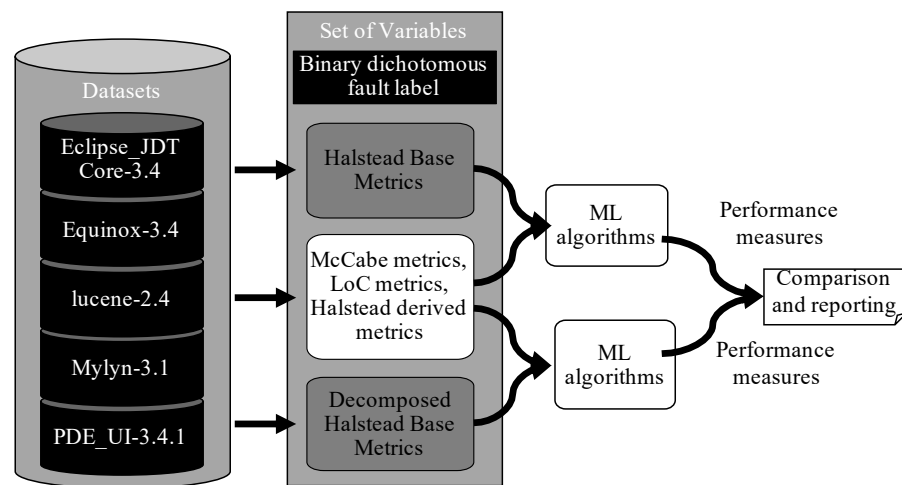 Datasets
Eclipse_JDT
Core-3.4
Equinox-3.4
lucene-2.4
Mylyn-3.1
PDE_UI-3.4.1
Set of Variables
Binary dichotomous
fault label
Halstead Base
Metrics
McCabe metrics,
LoC metrics,
Halstead derived
metrics
Decomposed
Halstead Base
Metrics
ML
algorithms
ML
algorithms
Performance
measures
Comparison
and reporting
Performance
measures